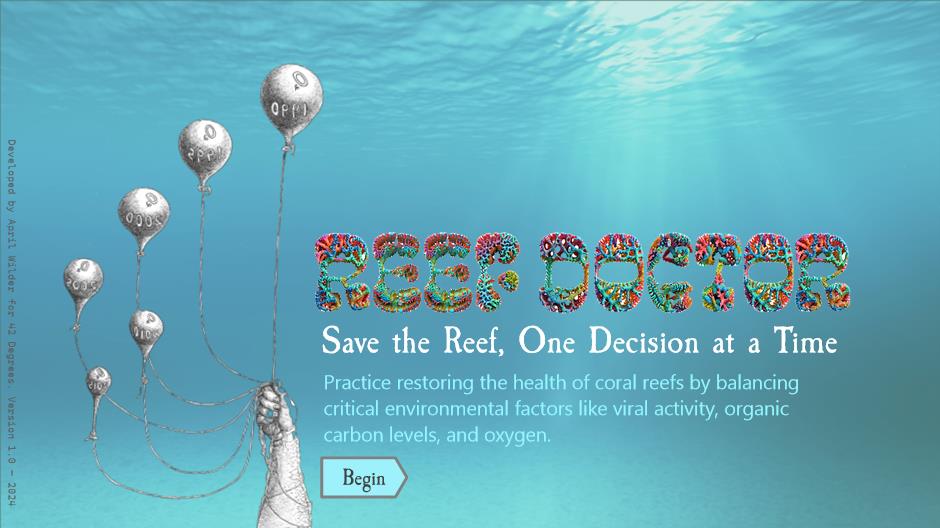 REEF DOCTOR
Save the Reef, One Decision at a Time
Practice restoring the health of coral reefs by balancing
critical environmental factors like viral activity, organic
carbon levels, and oxygen.
Begin
Developed by April Wilder for 42 Degrees. Version 1.0 – 2024